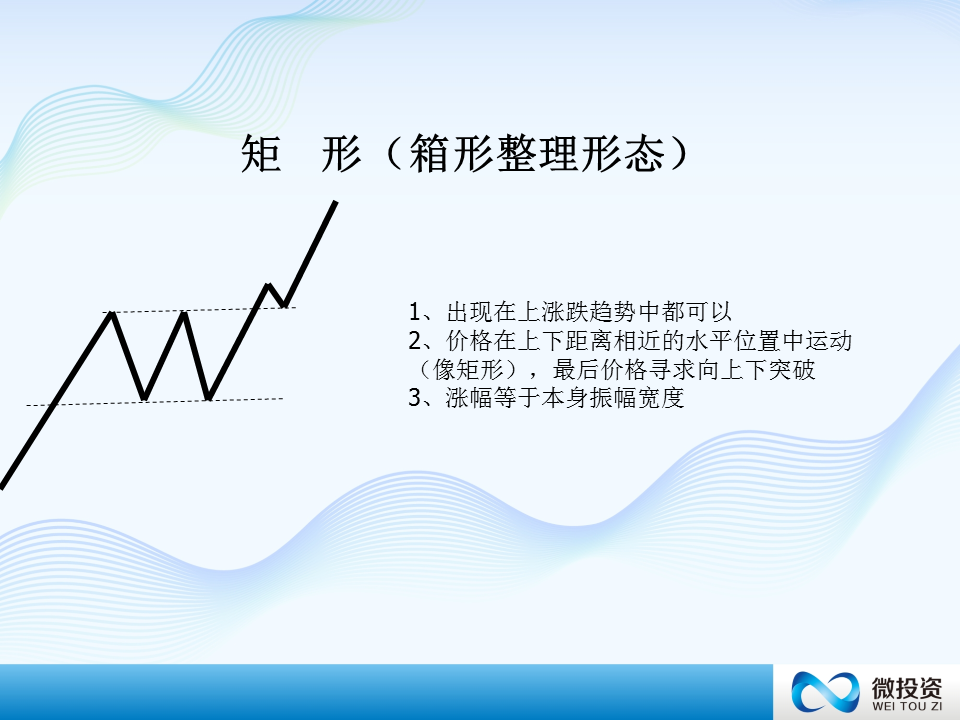 矩 形（箱形整理形态）
1、出现在上涨跌趋势中都可以
2、价格在上下距离相近的水平位置中运动
（像矩形），最后价格寻求向上下突破
3、涨幅等于本身振幅宽度
微投资
WEI TOU ZI